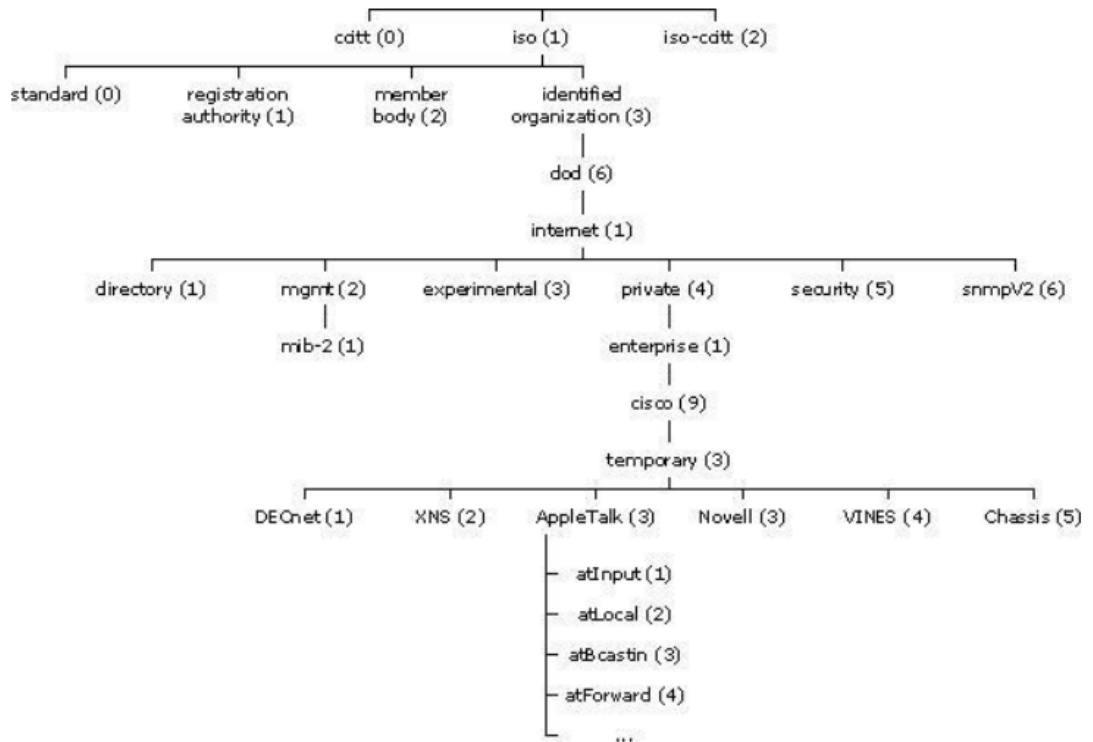 ccitt (0) iso (1) iso-ccitt (2)
standard (0) registration authority (1) member body (2) identified organization (3)
dod (6)
internet (1)
directory (1) mgmt (2) experimental (3) private (4) security (5) snmpV2 (6)
mib-2 (1) enterprise (1)
cisco (9)
temporary (3)
DECnet (1) XNS (2) AppleTalk (3) Novell (3) VINES (4) Chassis (5)
atInput (1)
atLocal (2)
atBcastin (3)
atForward (4)